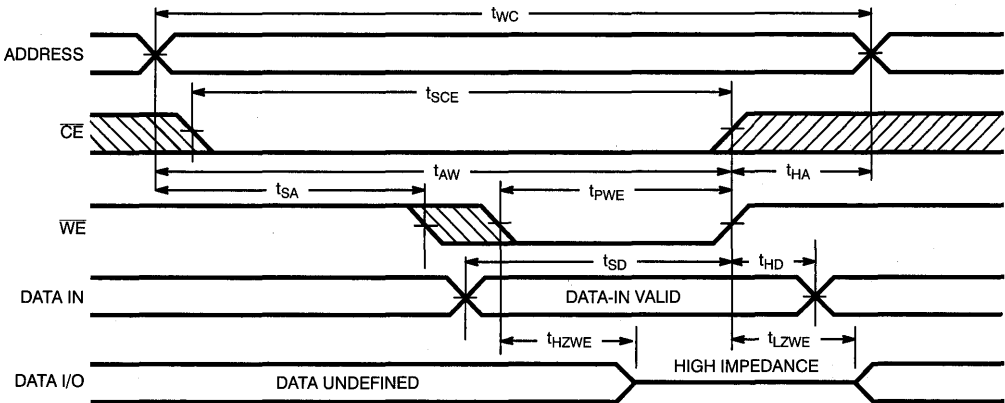 tWC
ADDRESS
tSCE
CE
tAW
tHA
tSA
tPWE
WE
tSD
tHD
DATA IN
DATA-IN VALID
tHZWE
tLZWE
HIGH IMPEDANCE
DATA I/O
DATA UNDEFINED